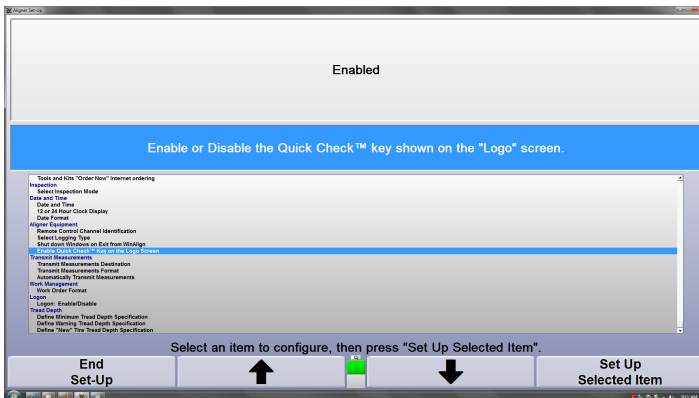 Aligner Set-Up
Enabled
Enable or Disable the Quick Check™ key shown on the "Logo" screen.
Tools and Kits "Order Now" Internet ordering
Inspection
Select Inspection Mode
Date and Time
Date and Time
12 or 24 Hour Clock Display
Date Format
Aligner Equipment
Remote Control Channel Identification
Select Logging Type
Shut down Windows on Exit from WinAlign
Enable Quick Check™ Key on the Logo Screen
Transmit Measurements
Transmit Measurements Destination
Transmit Measurements Format
Automatically Transmit Measurements
Work Management
Work Order Format
Logon
Logon: Enable/Disable
Tread Depth
Define Minimum Tread Depth Specification
Define Warning Tread Depth Specification
Define "New" Tire Tread Depth Specification
Select an item to configure, then press "Set Up Selected Item".
End
Set-Up
Set Up
Selected Item